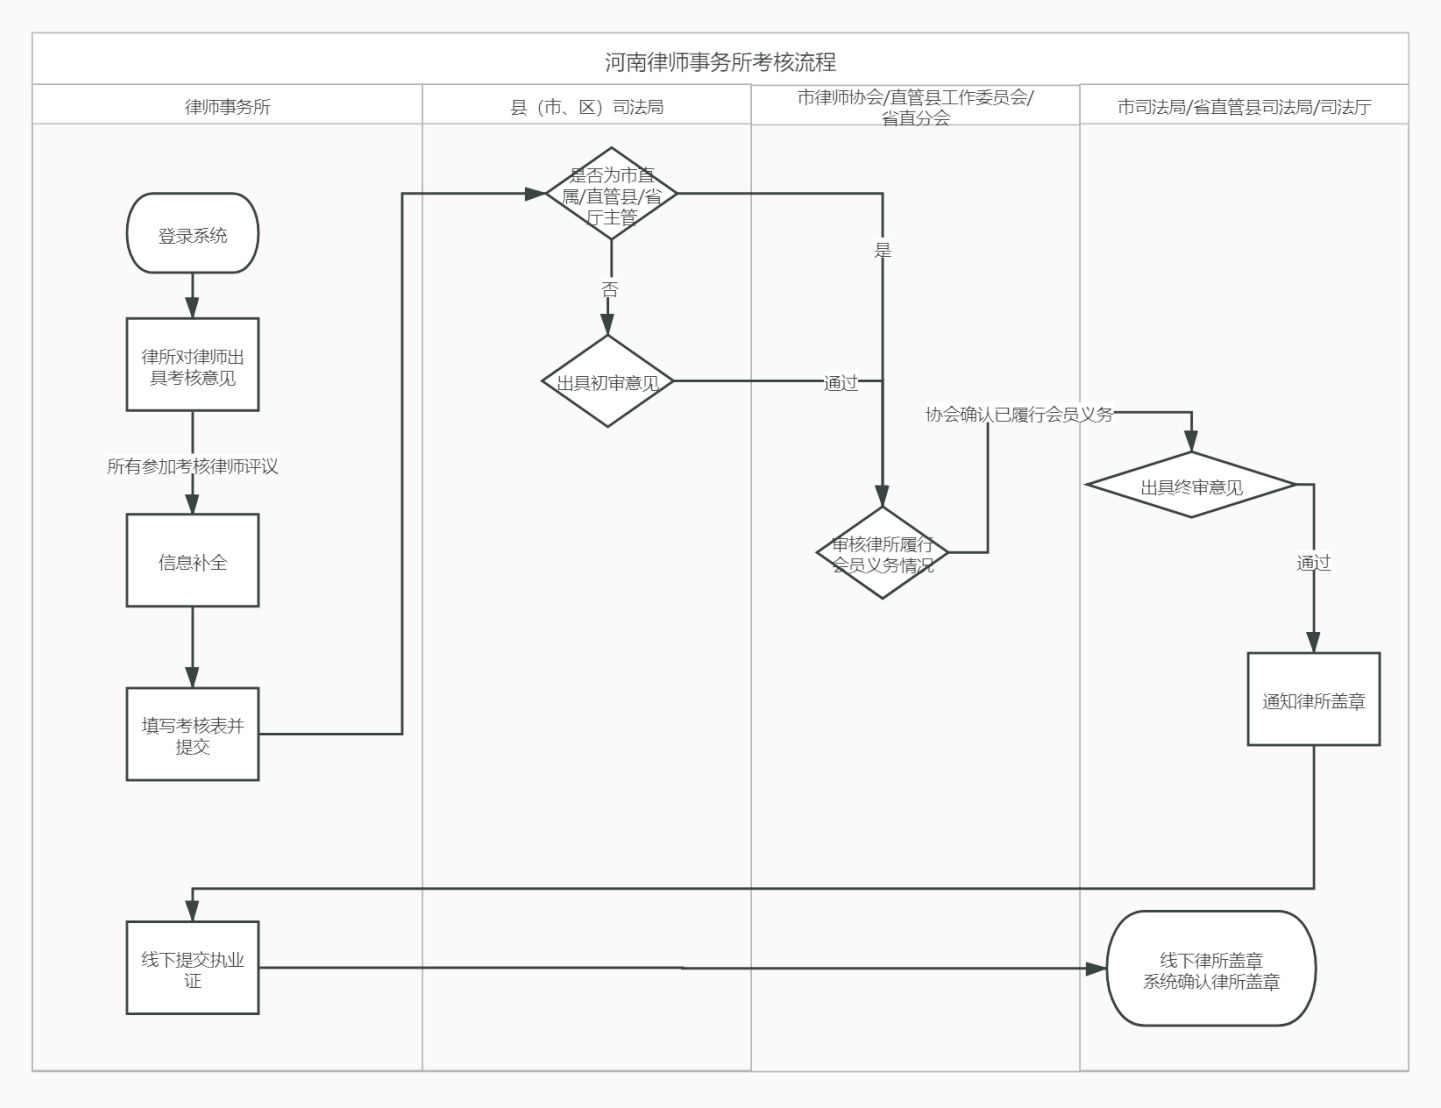 河南律师事务所考核流程
律师事务所
县（市、区）司法局
市律师协会/直管县工作委员会/
省直分会
市司法局/省直管县司法局/司法厅
登录系统
律所对律师出
具考核意见
所有参加考核律师评议
信息补全
填写考核表并
提交
是否为市直
属/直管县/省
厅主管
是
否
出具初审意见
通过
审核律所履行
会员义务情况
协会确认已履行会员义务
出具终审意见
通过
通知律所盖章
线下提交执业
证
线下律所盖章
系统确认律所盖章